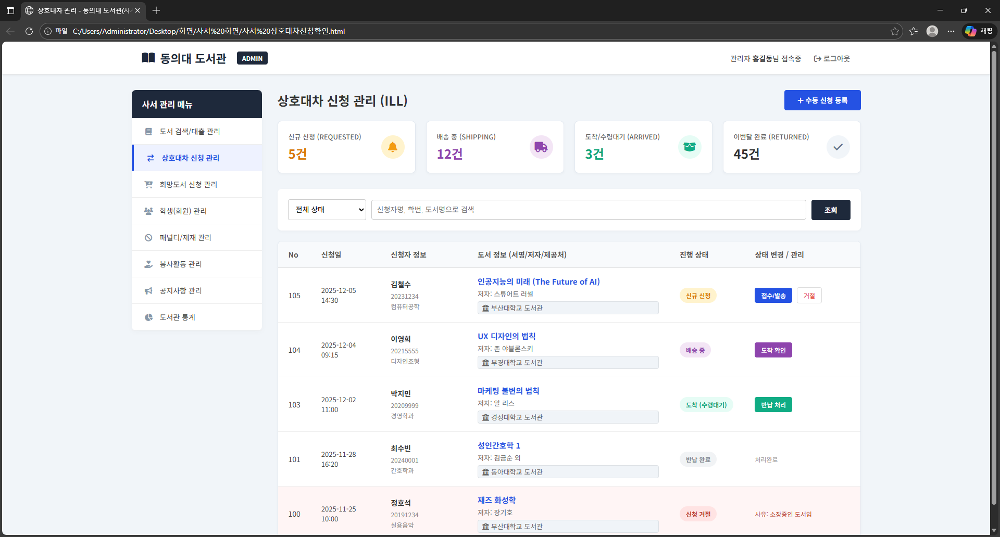 상호대차 관리 - 동의대 도서관(사
파일 C:/Users/Administrator/Desktop/화면/사서%20화면/사서%20상호대차신청확인.html
채팅
동의대 도서관 ADMIN
관리자 홍길동님 접속중 로그아웃
사서 관리 메뉴
도서 검색/대출 관리
상호대차 신청 관리
희망도서 신청 관리
학생(회원) 관리
패널티/제재 관리
봉사활동 관리
공지사항 관리
도서관 통계
상호대차 신청 관리 (ILL)
+ 수동 신청 등록
신규 신청 (REQUESTED)
5건
배송 중 (SHIPPING)
12건
도착/수령대기 (ARRIVED)
3건
이번달 완료 (RETURNED)
45건
전체 상태
신청자명, 학번, 도서명으로 검색
조회
No 신청일 신청자 정보 도서 정보 (서명/저자/제공처) 진행 상태 상태 변경 / 관리
105
2025-12-05
14:30
김철수
20231234
컴퓨터공학
인공지능의 미래 (The Future of AI)
저자: 스튜어트 러셀
부산대학교 도서관
신규 신청
접수/발송
거절
104
2025-12-04
09:15
이영희
20215555
디자인조형
UX 디자인의 법칙
저자: 존 야블론스키
부경대학교 도서관
배송 중
도착 확인
103
2025-12-02
11:00
박지민
20209999
경영학과
마케팅 불변의 법칙
저자: 알 리스
경성대학교 도서관
도착 (수령대기)
반납 처리
101
2025-11-28
16:20
최수빈
20240001
간호학과
성인간호학 1
저자: 김금순 외
동아대학교 도서관
반납 완료
처리완료
100
2025-11-25
10:00
정호석
20191234
실용음악
재즈 화성학
저자: 장기호
부산대학교 도서관
신청 거절
사유: 소장중인 도서임